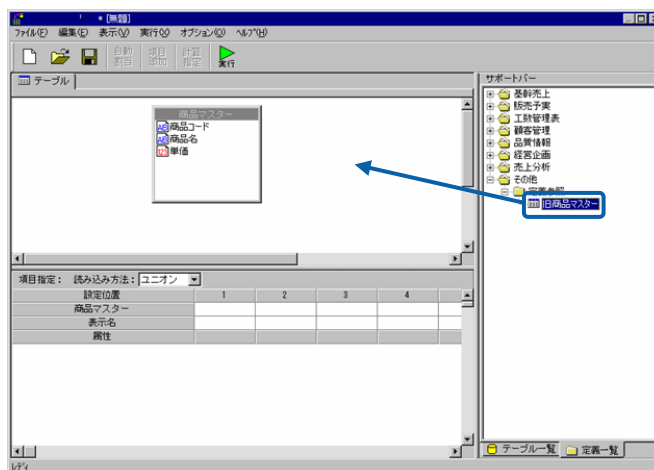 * [無題]
ファイル(F) 編集(E) 表示(V) 実行(X) オプション(O) ヘルプ(H)
自動割当 項目追加 計算指定 実行
テーブル
商品マスター
商品コード
商品名
123 単価
サポートバー
基幹売上
販売予実
工数管理表
顧客管理
品質情報
経営企画
売上分析
その他
定義参照
旧商品マスター
項目指定: 読み込み方法: ユニオン
設定位置 1 2 3 4
商品マスター
表示名
属性
テーブル一覧 定義一覧
レディ